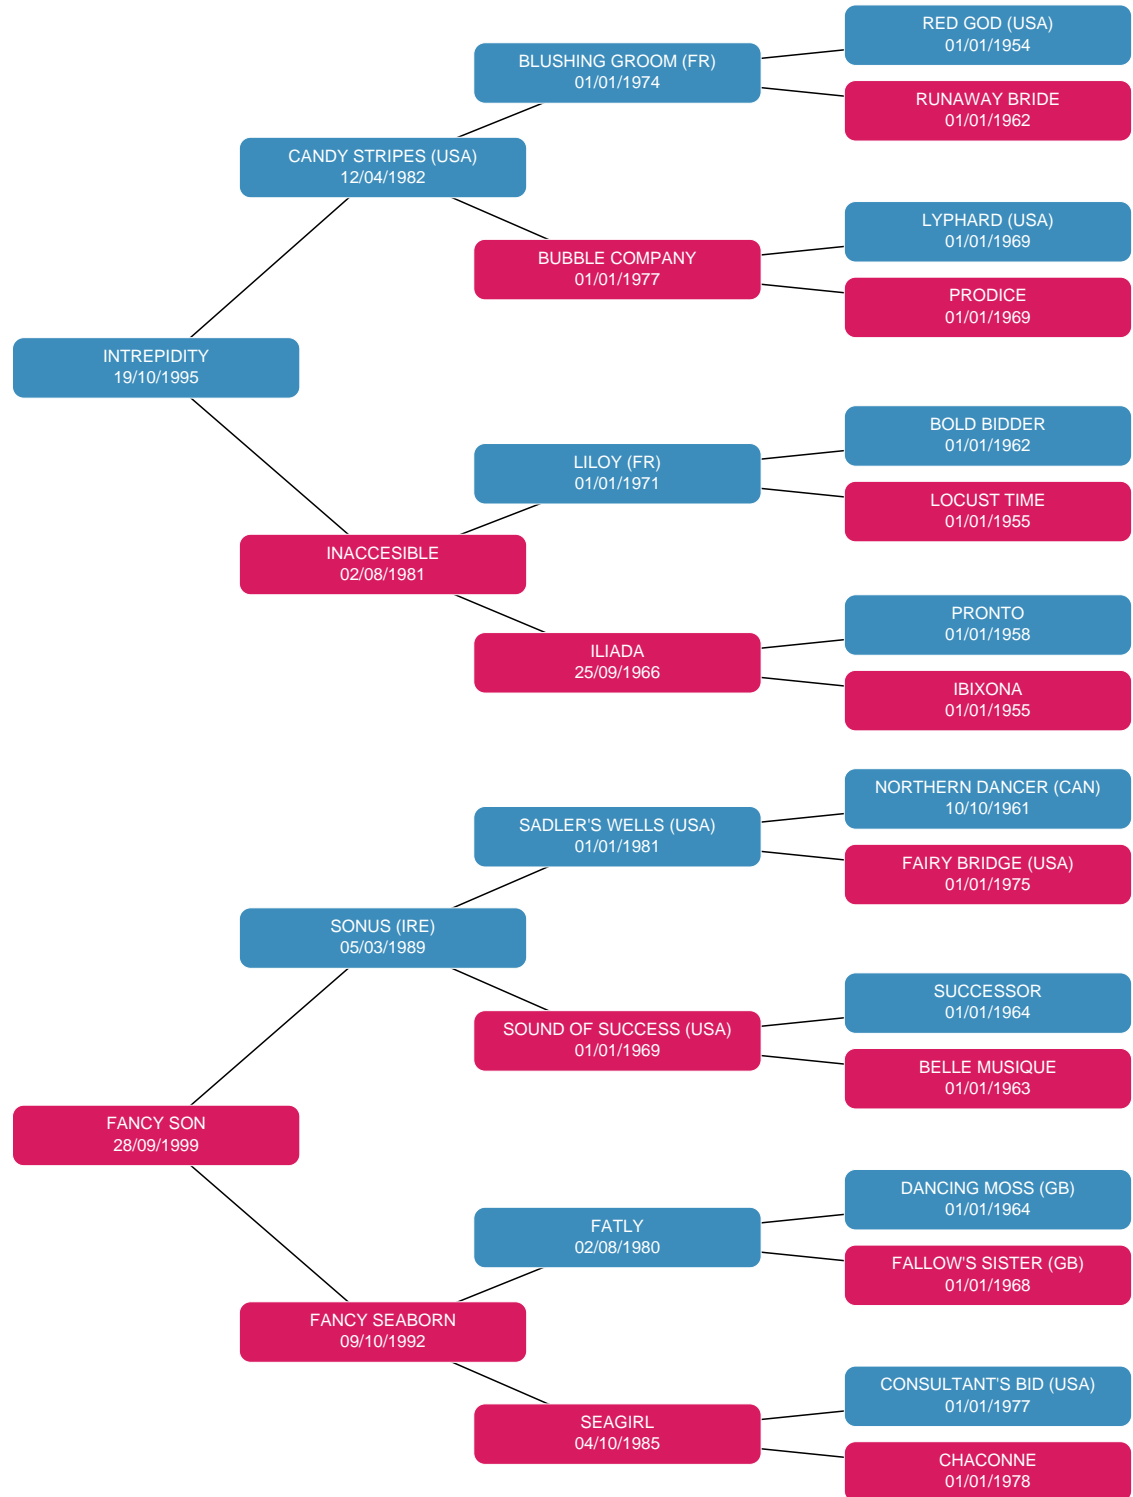 RED GOD (USA)
01/01/1954
BLUSHING GROOM (FR)
01/01/1974
RUNAWAY BRIDE
01/01/1962
CANDY STRIPES (USA)
12/04/1982
LYPHARD (USA)
01/01/1969
BUBBLE COMPANY
01/01/1977
PRODICE
01/01/1969
INTREPIDITY
19/10/1995
BOLD BIDDER
01/01/1962
LILOY (FR)
01/01/1971
LOCUST TIME
01/01/1955
INACCESIBLE
02/08/1981
PRONTO
01/01/1958
ILIADA
25/09/1966
IBIXONA
01/01/1955
NORTHERN DANCER (CAN)
10/10/1961
SADLER'S WELLS (USA)
01/01/1981
FAIRY BRIDGE (USA)
01/01/1975
SONUS (IRE)
05/03/1989
SUCCESSOR
01/01/1964
SOUND OF SUCCESS (USA)
01/01/1969
BELLE MUSIQUE
01/01/1963
FANCY SON
28/09/1999
DANCING MOSS (GB)
01/01/1964
FATLY
02/08/1980
FALLOW'S SISTER (GB)
01/01/1968
FANCY SEABORN
09/10/1992
CONSULTANT'S BID (USA)
01/01/1977
SEAGIRL
04/10/1985
CHACONNE
01/01/1978